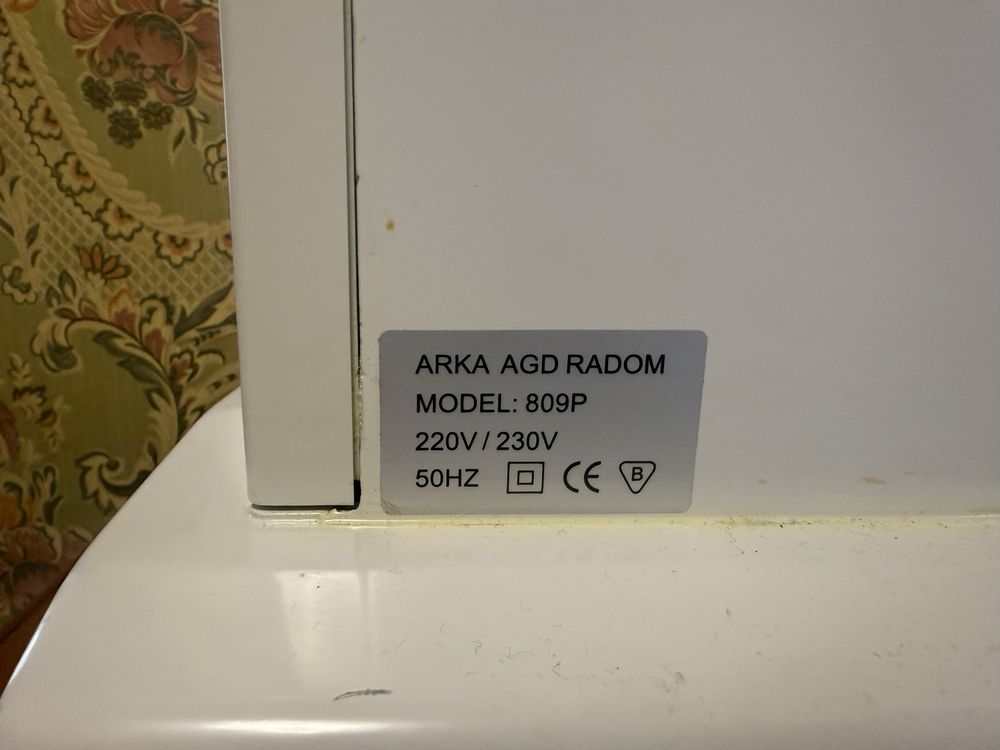 ARKA AGD RADOM
MODEL: 809P
220V / 230V
50HZ CE B